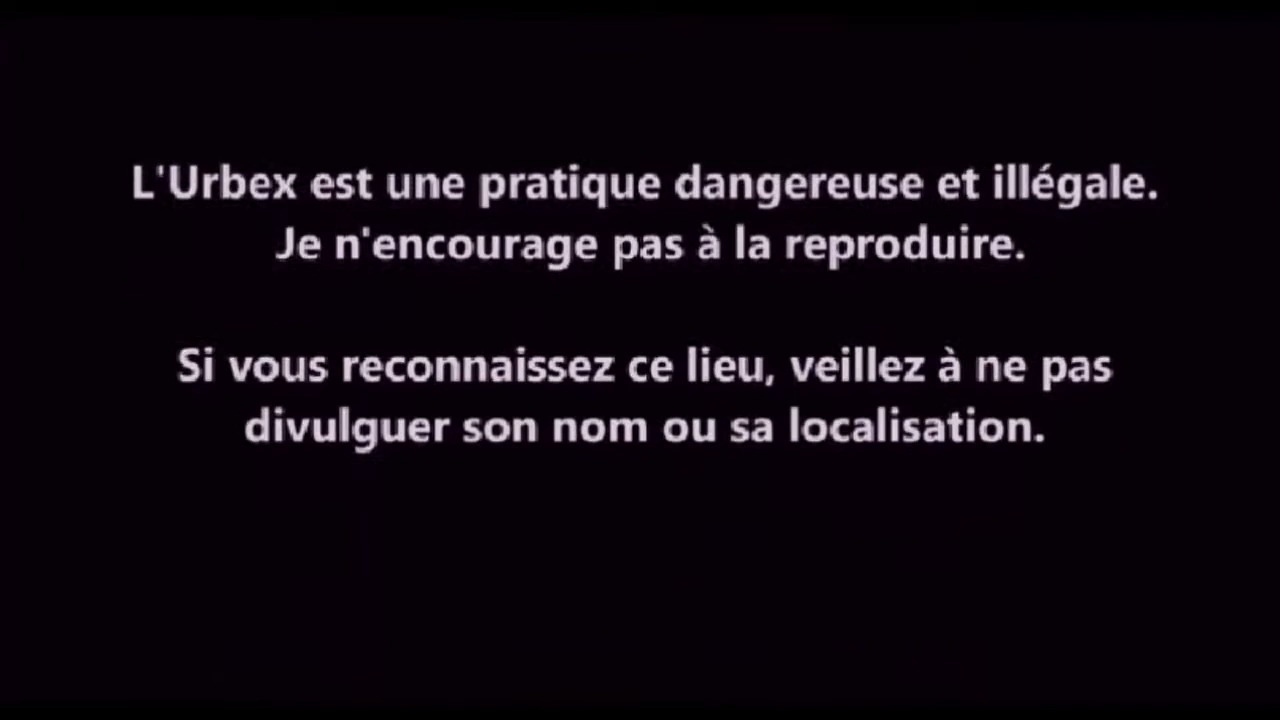 L'Urbex est une pratique dangereuse et illégale.
Je n'encourage pas à la reproduire.
Si vous reconnaissez ce lieu, veillez à ne pas
divulguer son nom ou sa localisation.